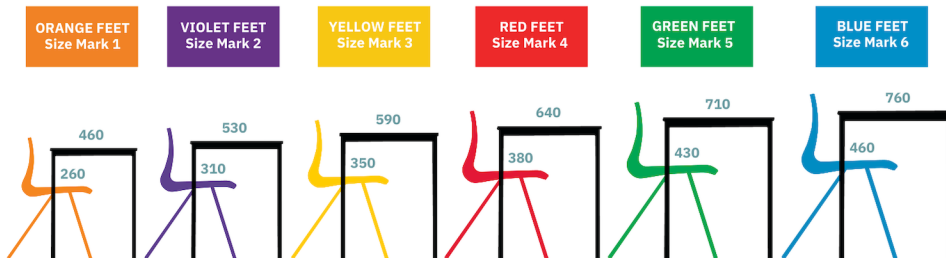 ORANGE FEET
Size Mark 1
VIOLET FEET
Size Mark 2
YELLOW FEET
Size Mark 3
RED FEET
Size Mark 4
GREEN FEET
Size Mark 5
BLUE FEET
Size Mark 6
460
260
530
310
590
350
640
380
710
430
760
460